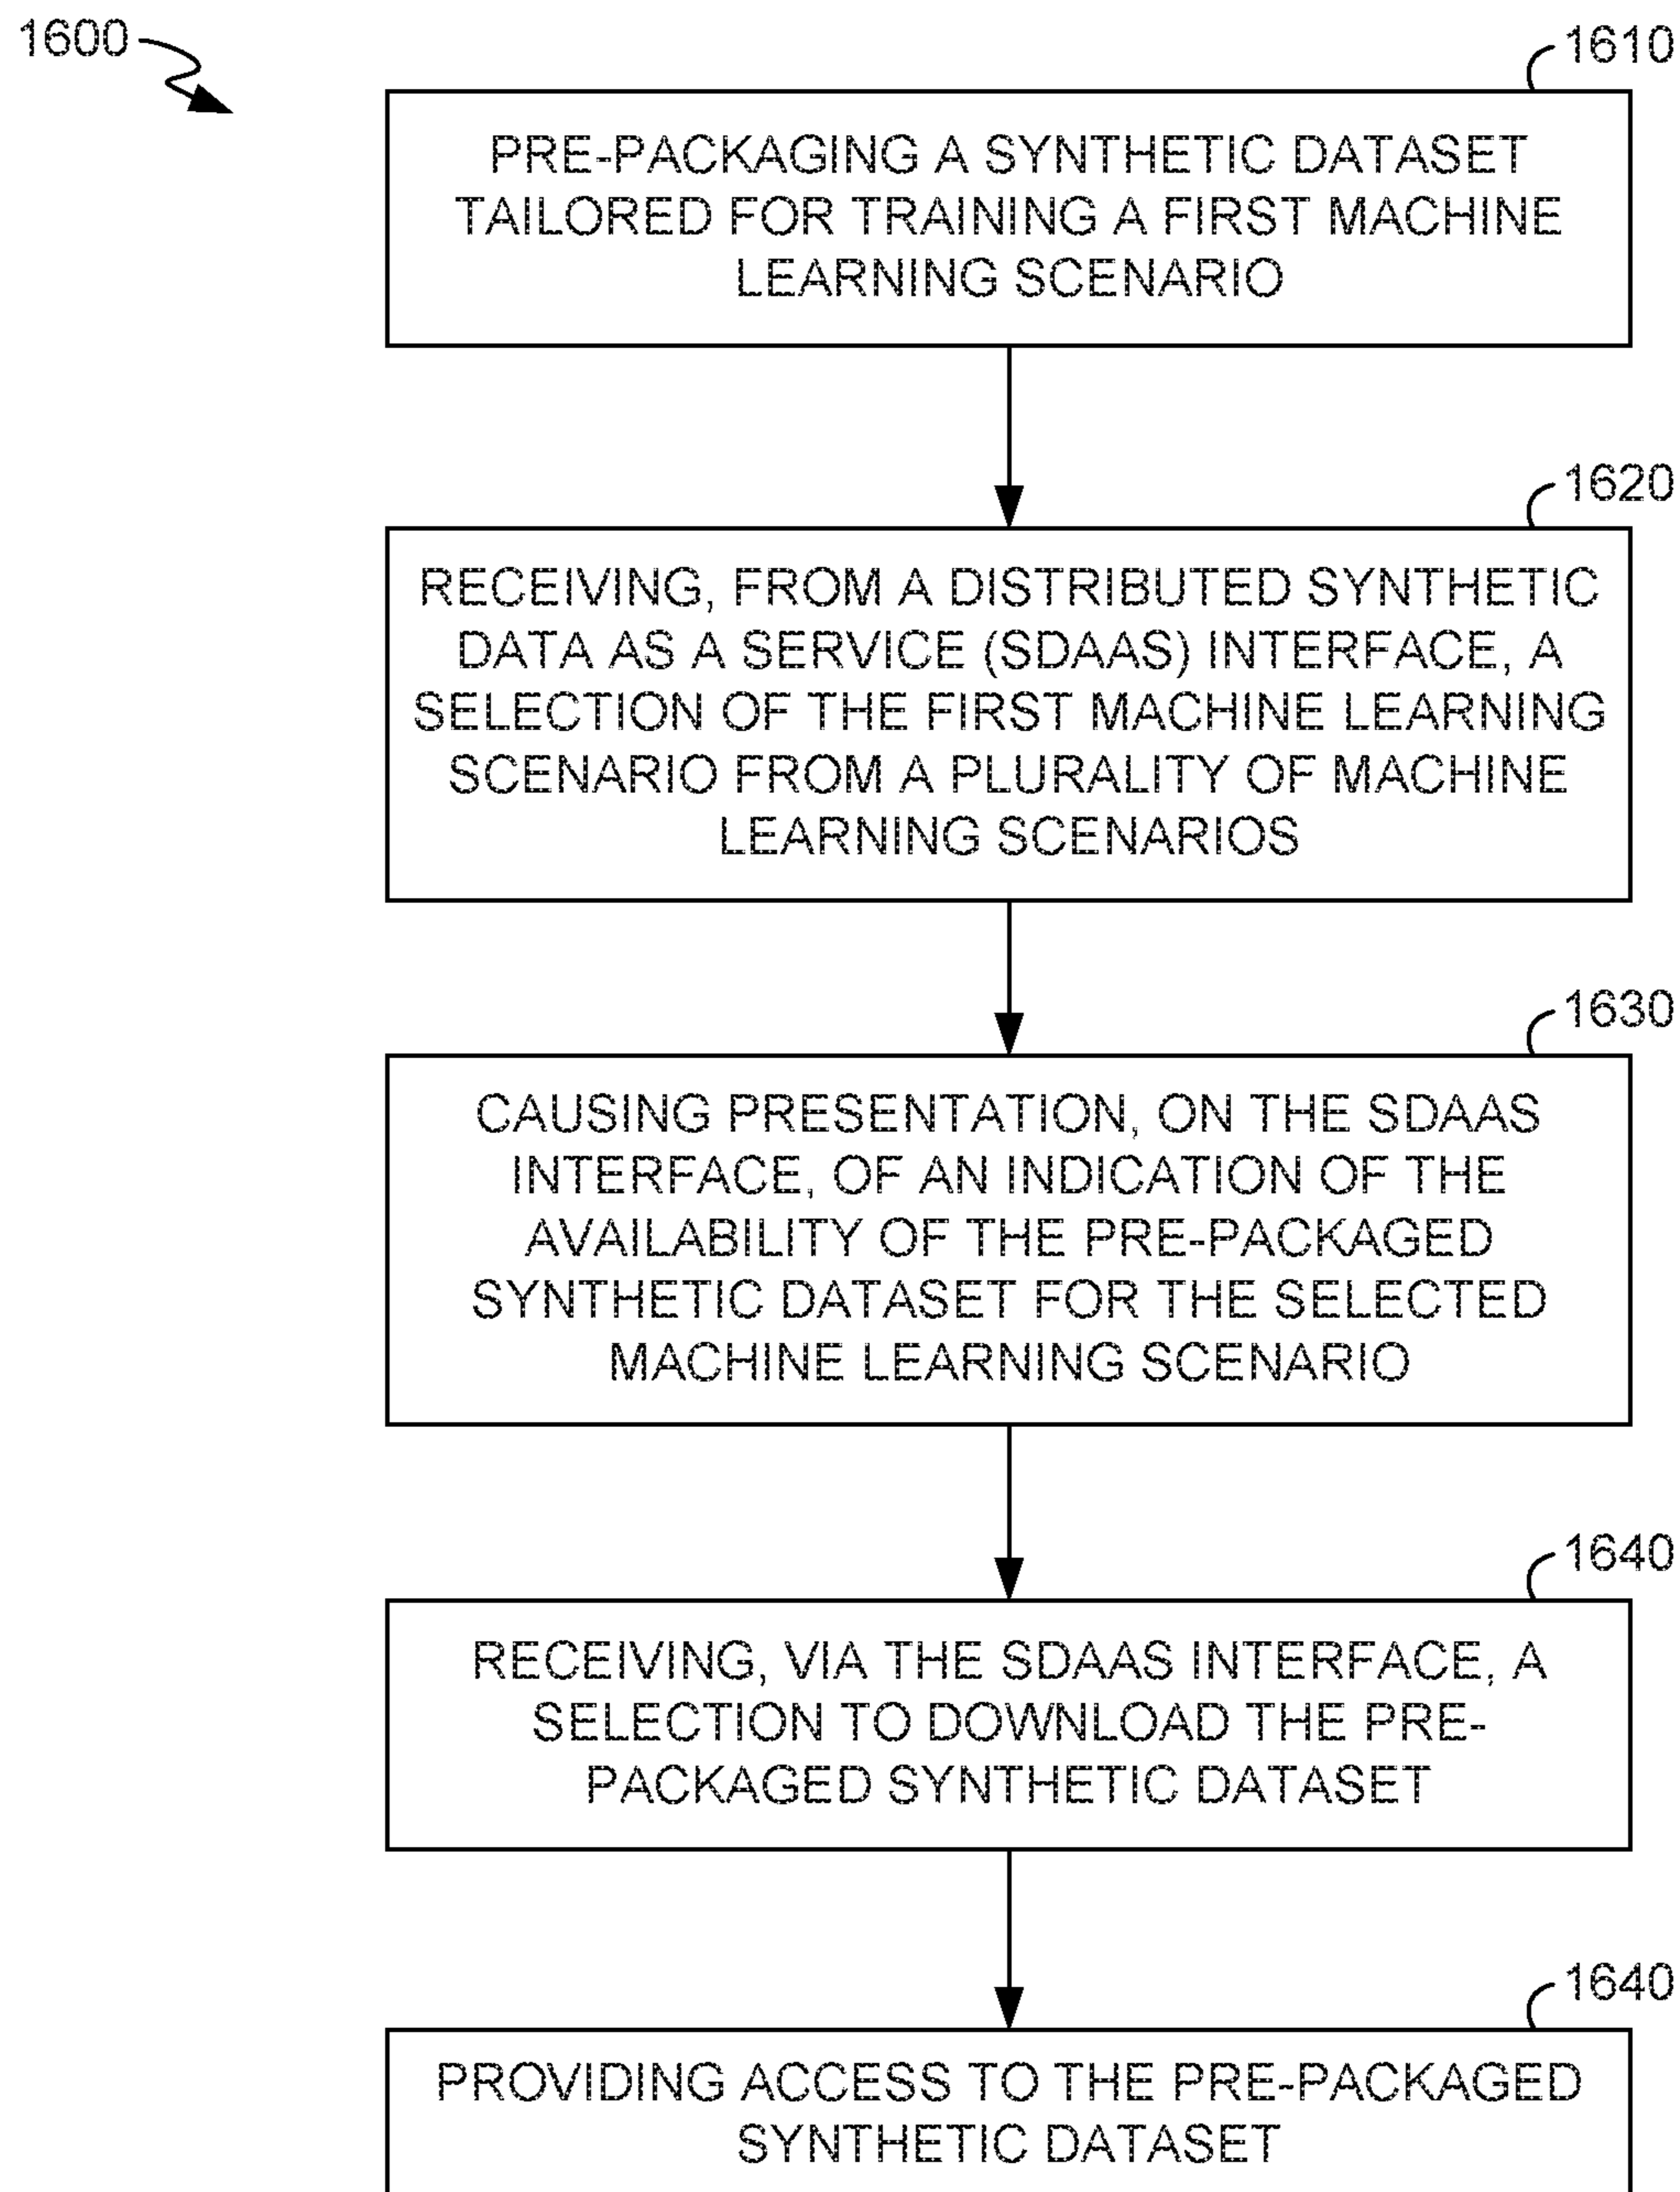 1600
1610
PRE-PACKAGING A SYNTHETIC DATASET
TAILORED FOR TRAINING A FIRST MACHINE
LEARNING SCENARIO
1620
RECEIVING, FROM A DISTRIBUTED SYNTHETIC
DATA AS A SERVICE (SDAAS) INTERFACE, A
SELECTION OF THE FIRST MACHINE LEARNING
SCENARIO FROM A PLURALITY OF MACHINE
LEARNING SCENARIOS
1630
CAUSING PRESENTATION, ON THE SDAAS
INTERFACE, OF AN INDICATION OF THE
AVAILABILITY OF THE PRE-PACKAGED
SYNTHETIC DATASET FOR THE SELECTED
MACHINE LEARNING SCENARIO
1640
RECEIVING, VIA THE SDAAS INTERFACE, A
SELECTION TO DOWNLOAD THE PRE-
PACKAGED SYNTHETIC DATASET
1640
PROVIDING ACCESS TO THE PRE-PACKAGED
SYNTHETIC DATASET